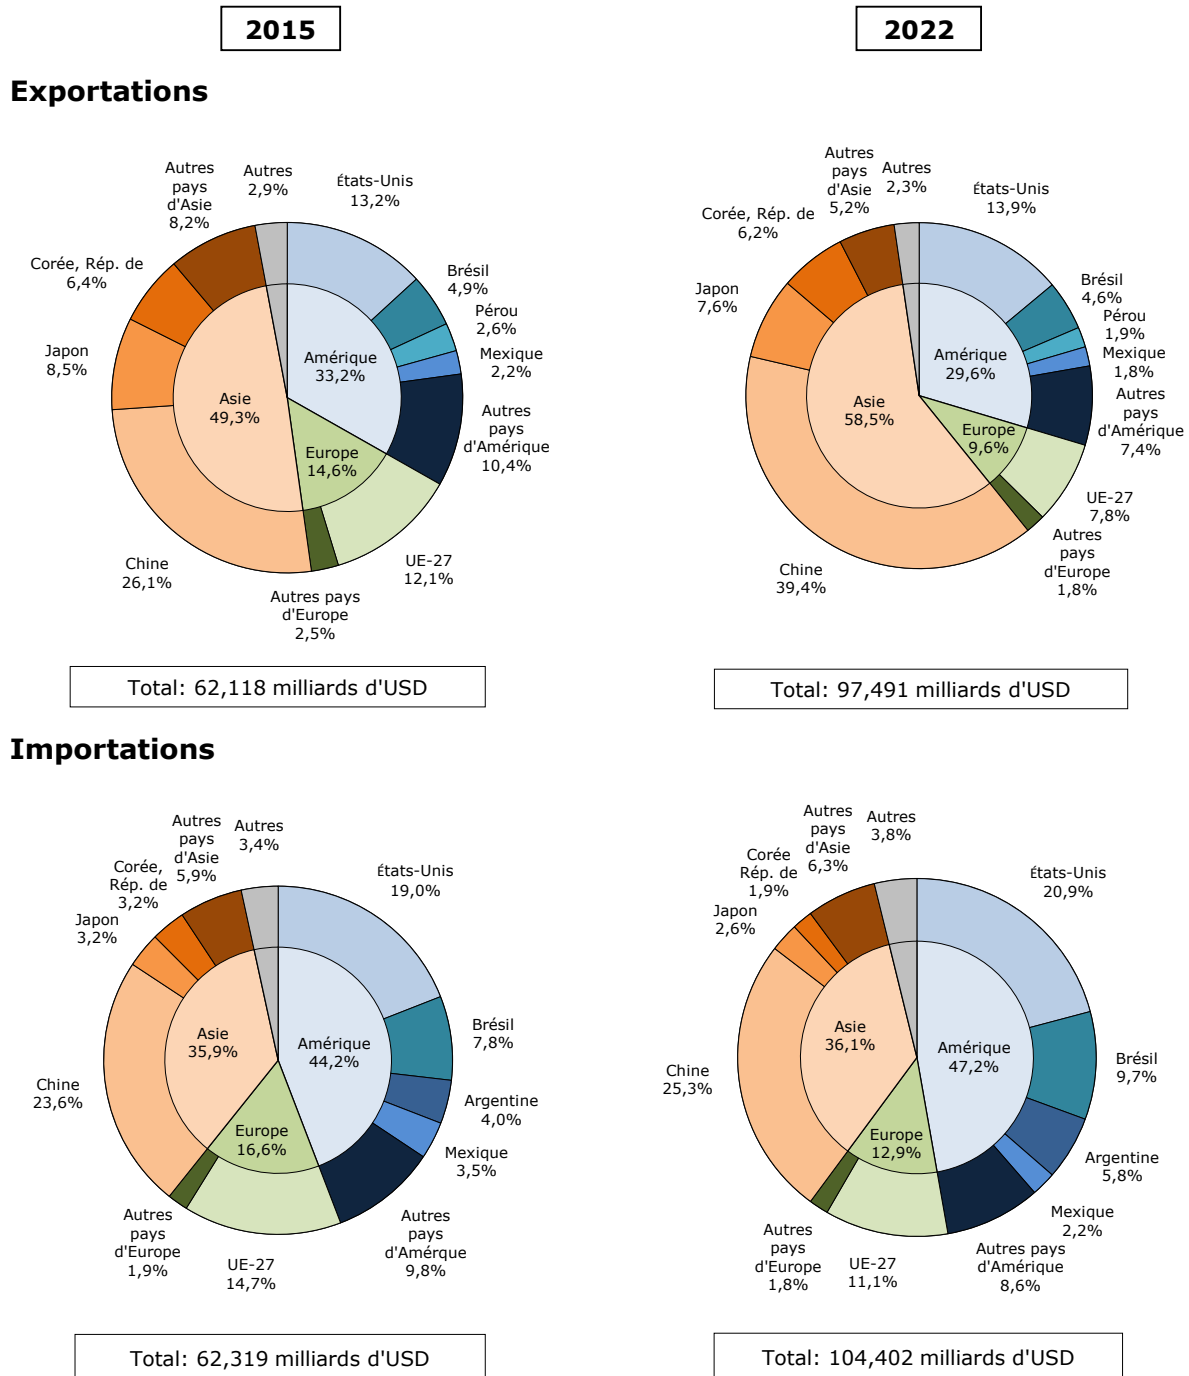 2015
2022
Exportations
Autres
pays
d'Asie
8,2%
Autres
2,9%
États-Unis
13,2%
Corée, Rép. de
6,4%
Brésil
4,9%
Pérou
2,6%
Japon
8,5%
Mexique
2,2%
Amérique
33,2%
Asie
49,3%
Autres
pays
d'Amérique
10,4%
Europe
14,6%
Chine
26,1%
UE-27
12,1%
Autres pays
d'Europe
2,5%
Total: 62,118 milliards d'USD
Autres
pays
d'Asie
5,2%
Autres
2,3%
États-Unis
13,9%
Corée, Rép. de
6,2%
Brésil
4,6%
Japon
7,6%
Pérou
1,9%
Mexique
1,8%
Amérique
29,6%
Asie
58,5%
Autres
pays
d'Amérique
7,4%
Europe
9,6%
UE-27
7,8%
Autres
pays
d'Europe
1,8%
Chine
39,4%
Total: 97,491 milliards d'USD
Importations
Autres
pays
d'Asie
5,9%
Autres
3,4%
États-Unis
19,0%
Corée,
Rép. de
3,2%
Japon
3,2%
Brésil
7,8%
Asie
35,9%
Amérique
44,2%
Chine
23,6%
Argentine
4,0%
Europe
16,6%
Mexique
3,5%
Autres
pays
d'Europe
1,9%
UE-27
14,7%
Autres
pays
d'Amérque
9,8%
Total: 62,319 milliards d'USD
Autres
pays
d'Asie
6,3%
Autres
3,8%
États-Unis
20,9%
Corée
Rép. de
1,9%
Japon
2,6%
Asie
36,1%
Amérique
47,2%
Brésil
9,7%
Chine
25,3%
Europe
12,9%
Argentine
5,8%
Mexique
2,2%
Autres
pays
d'Europe
1,8%
UE-27
11,1%
Autres pays
d'Amérique
8,6%
Total: 104,402 milliards d'USD